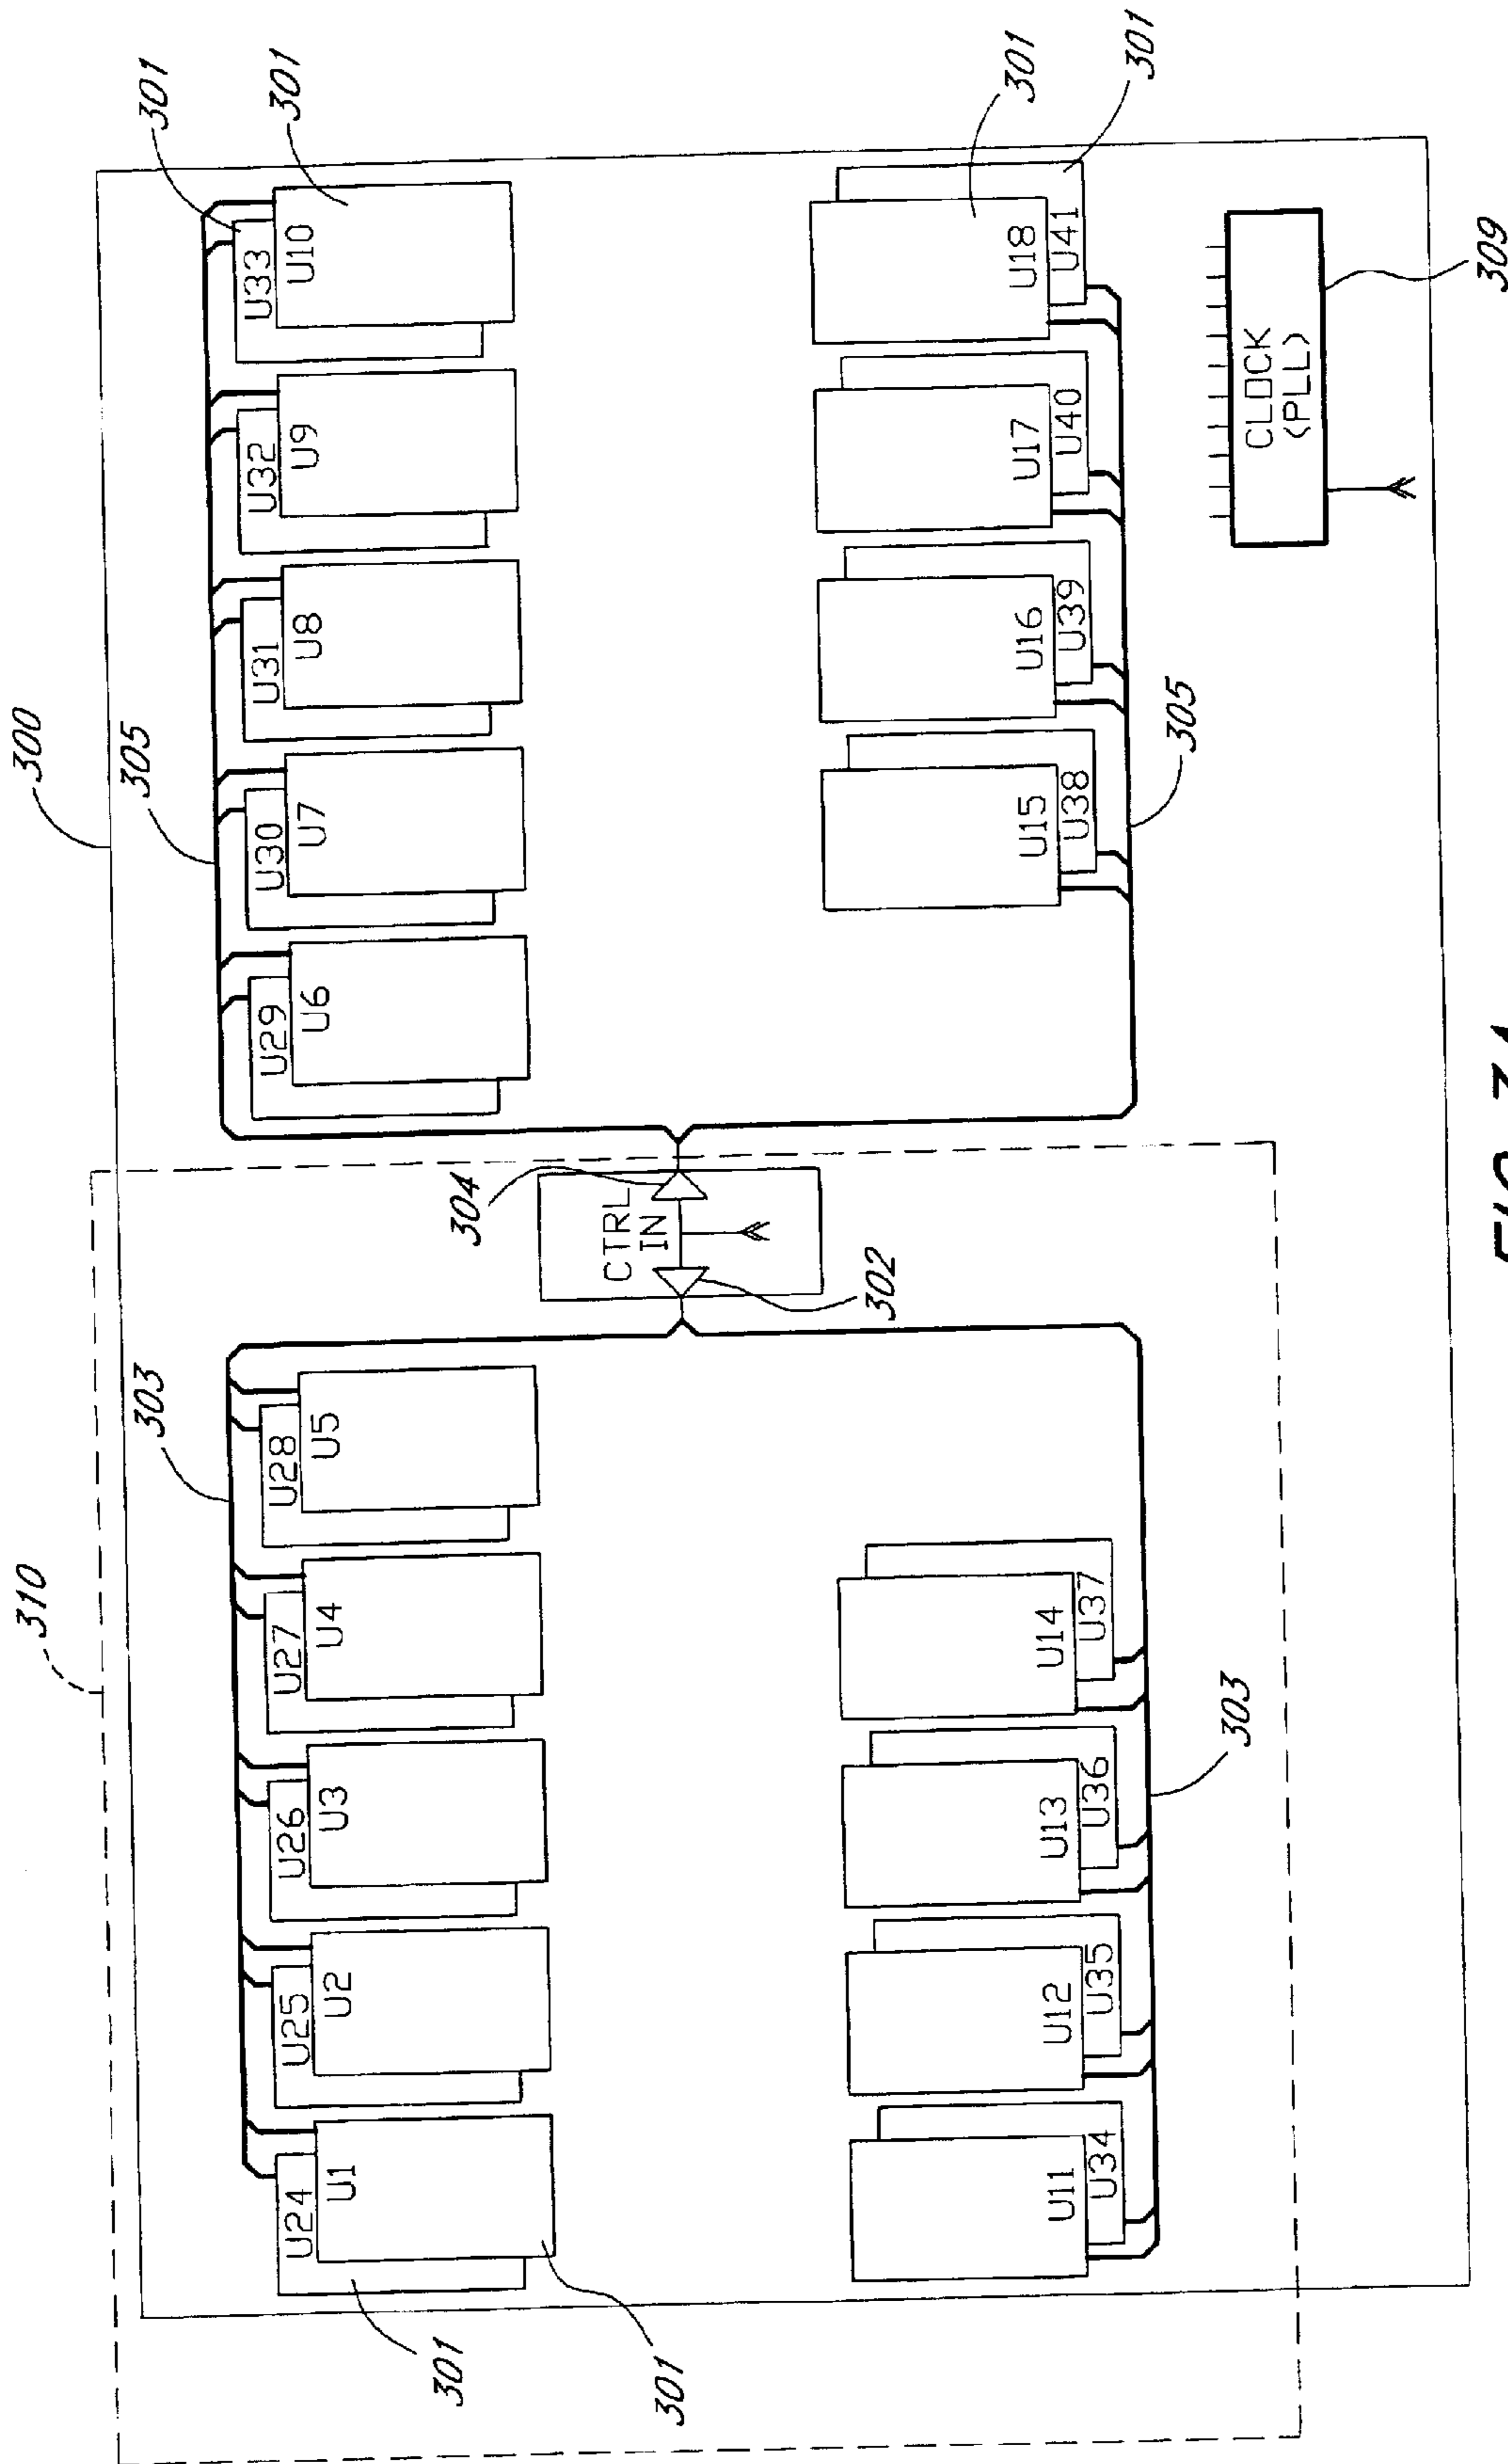 310
300
303
305
301
301
U24
U25
U26
U27
U28
U29
U30
U31
U32
U33
U1
U2
U3
U4
U5
U6
U7
U8
U9
U10
301
301
304
CTRL
IN
302
301
301
U11
U12
U13
U14
U15
U16
U17
U18
U34
U35
U36
U37
U38
U39
U40
U41
303
305
CLOCK
(PLL)
309
FIG. 3A